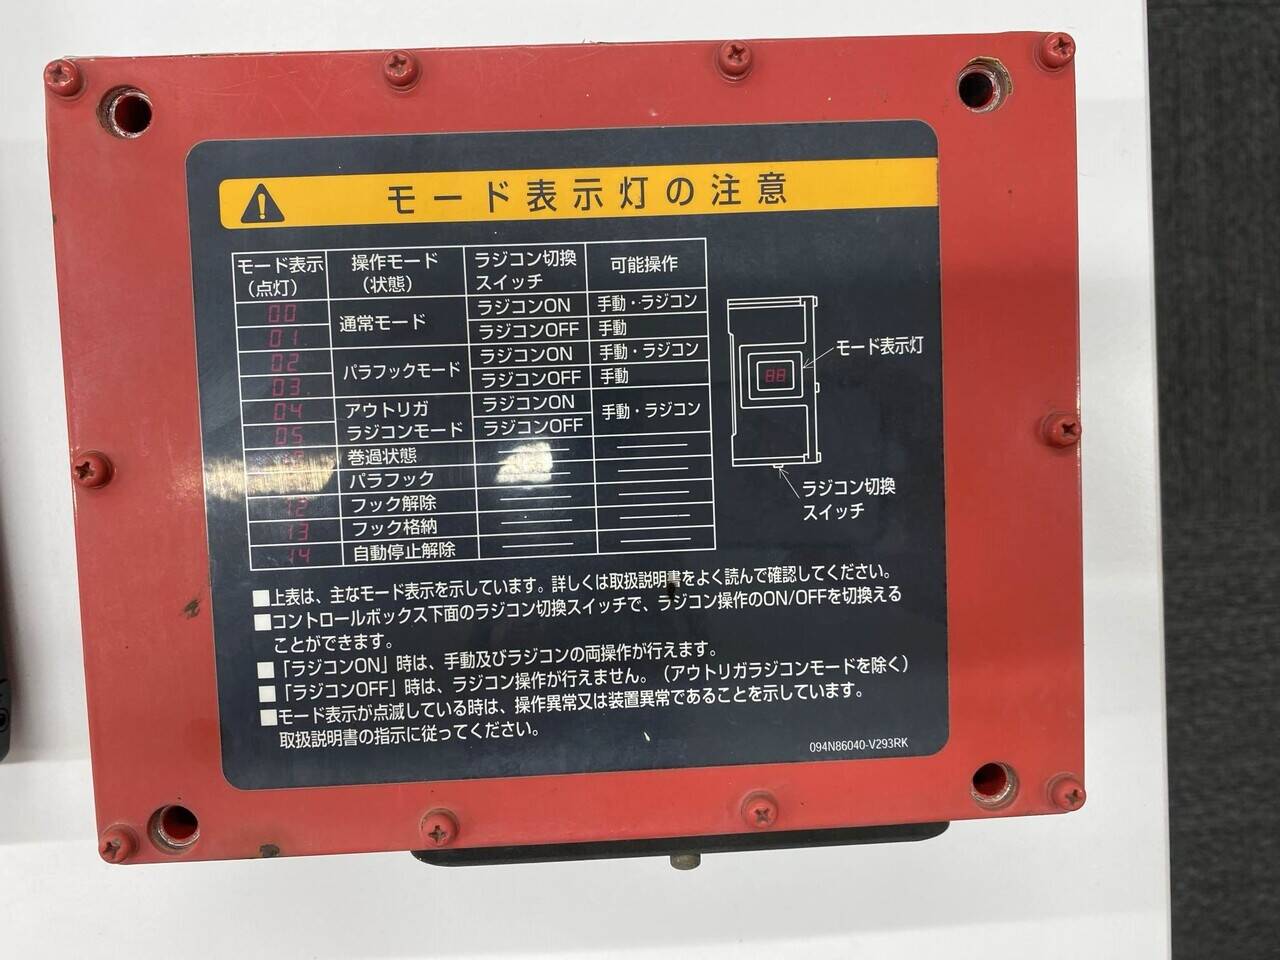 モード表示灯の注意
モード表示（点灯） 操作モード（状態） ラジコン切換スイッチ 可能操作
00 通常モード ラジコンON 手動・ラジコン
01. ラジコンOFF 手動
02 パラフックモード ラジコンON 手動・ラジコン
03. ラジコンOFF 手動
04 アウトリガラジコンモード ラジコンON 手動・ラジコン
05 ラジコンOFF
巻過状態
パラフック
12 フック解除
13 フック格納
14 自動停止解除
88
モード表示灯
ラジコン切換
スイッチ
■上表は、主なモード表示を示しています。詳しくは取扱説明書をよく読んで確認してください。
■コントロールボックス下面のラジコン切換スイッチで、ラジコン操作のON/OFFを切換える
ことができます。
■「ラジコンON」時は、手動及びラジコンの両操作が行えます。
■「ラジコンOFF」時は、ラジコン操作が行えません。（アウトリガラジコンモードを除く）
■モード表示が点滅している時は、操作異常又は装置異常であることを示しています。
取扱説明書の指示に従ってください。
094N86040-V293RK